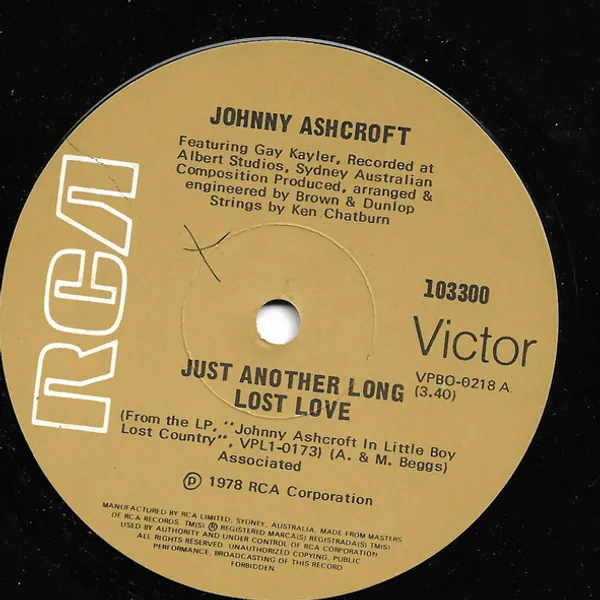 JOHNNY ASHCROFT
Featuring Gay Kayler, Recorded at
Albert Studios, Sydney Australian
Composition Produced, arranged &
engineered by Brown & Dunlop
Strings by Ken Chatburn
RCA
103300
Victor
VPBO-0218 A
(3.40)
JUST ANOTHER LONG
LOST LOVE
(From the LP, "Johnny Ashcroft In Little Boy
Lost Country", VPL1-0173) (A. & M. Beggs)
Associated
℗ 1978 RCA Corporation
MANUFACTURED BY RCA LIMITED, SYDNEY, AUSTRALIA. MADE FROM MASTERS
OF RCA RECORDS. TM(S) ® REGISTERED MARCA(S) REGISTRADA(S) TM(S)
USED BY AUTHORITY AND UNDER CONTROL OF RCA CORPORATION
ALL RIGHTS RESERVED. UNAUTHORIZED COPYING, PUBLIC
PERFORMANCE, BROADCASTING OF THIS RECORD
FORBIDDEN